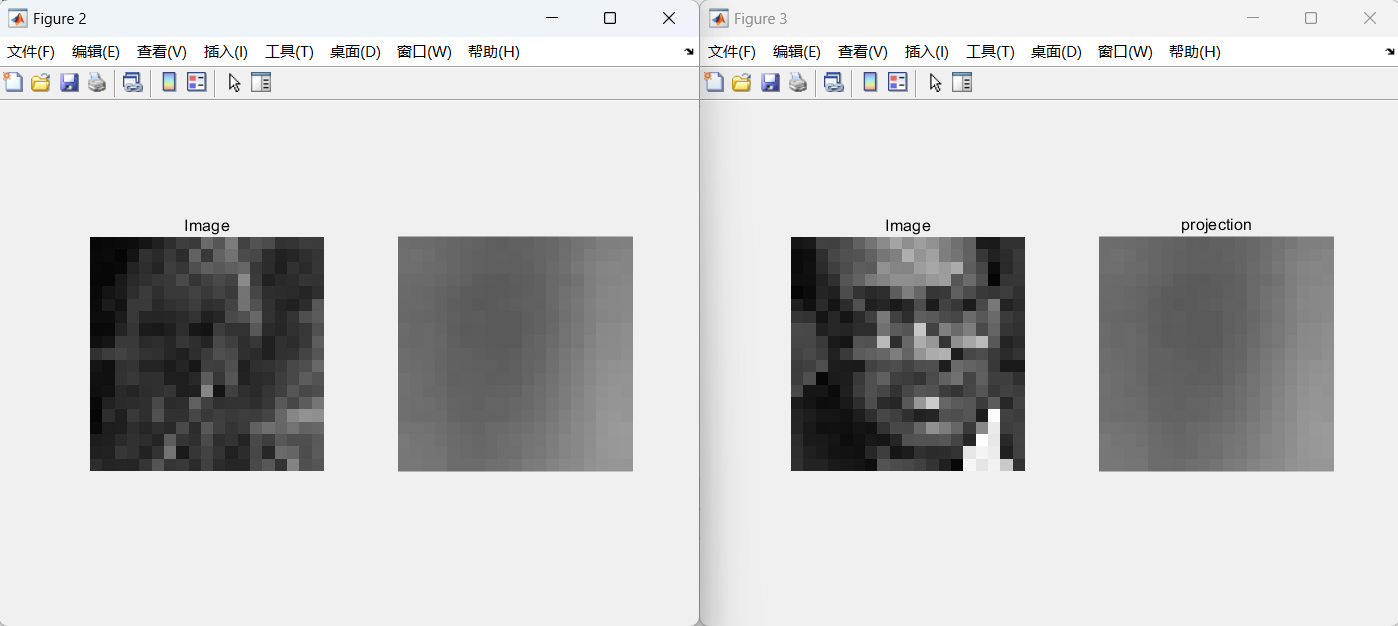 Figure 2
文件(F) 编辑(E) 查看(V) 插入(I) 工具(T) 桌面(D) 窗口(W) 帮助(H)
Image
Figure 3
文件(F) 编辑(E) 查看(V) 插入(I) 工具(T) 桌面(D) 窗口(W) 帮助(H)
Image
projection